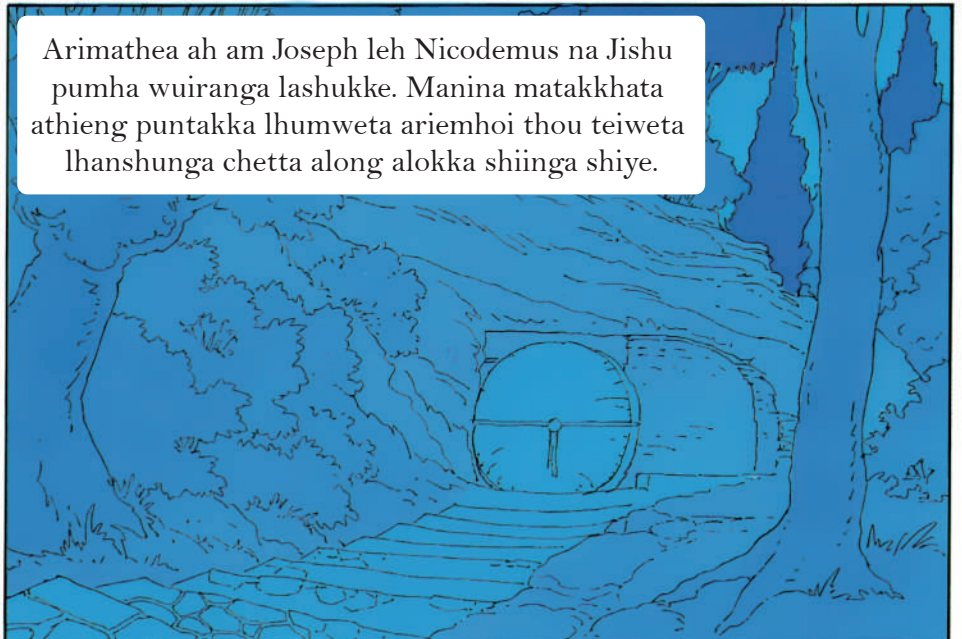 Arimathea ah am Joseph leh Nicodemus na Jishu
pumha wuiranga lashukke. Manina matakkhata
athieng puntakka lhumweta ariemhoi thou teiweta
lhanshunga chetta along alokka shiinga shiye.